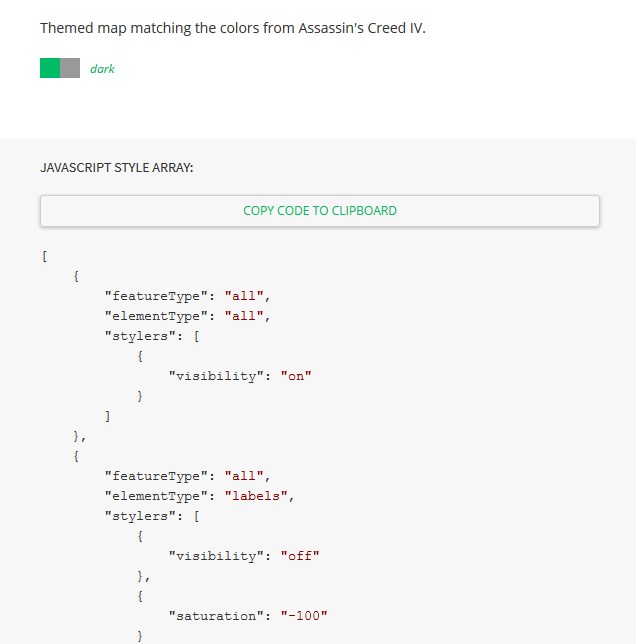 Themed map matching the colors from Assassin's Creed IV.
dark
JAVASCRIPT STYLE ARRAY:
COPY CODE TO CLIPBOARD
[
    {
        "featureType": "all",
        "elementType": "all",
        "stylers": [
            {
                "visibility": "on"
            }
        ]
    },
    {
        "featureType": "all",
        "elementType": "labels",
        "stylers": [
            {
                "visibility": "off"
            },
            {
                "saturation": "-100"
            }